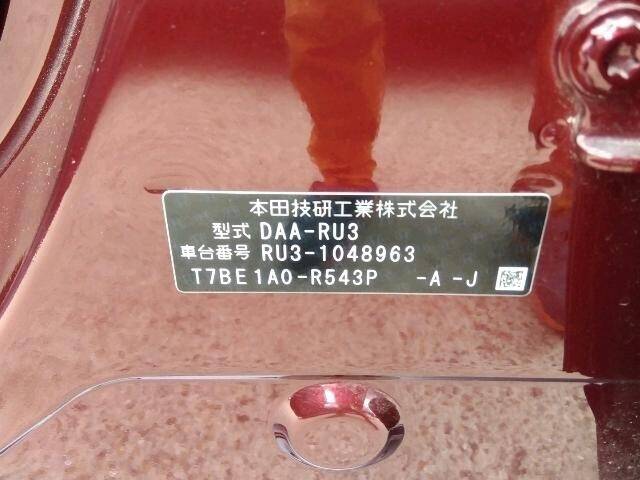 本田技研工業株式会社
型式 DAA-RU3
車台番号 RU3-1048963
T7BE1A0-R543P -A -J